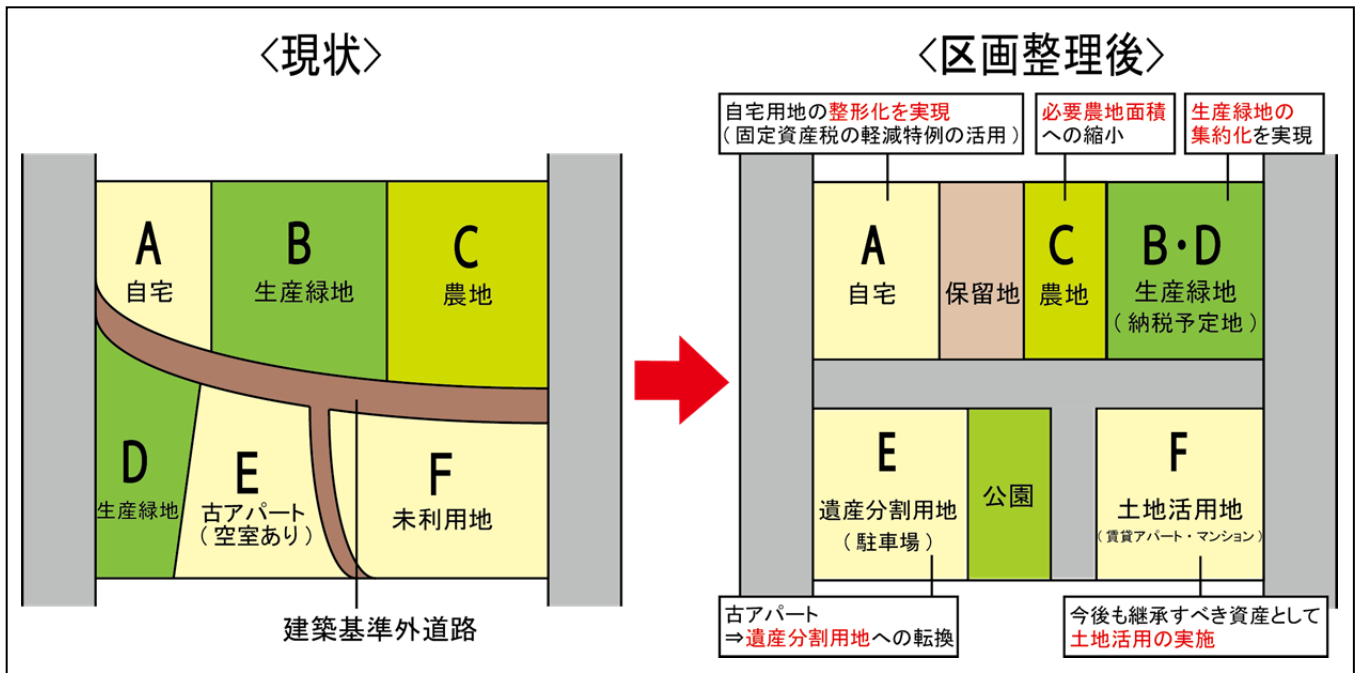 〈現状〉
A
自宅
B
生産緑地
C
農地
D
生産緑地
E
古アパート
(空室あり)
F
未利用地
建築基準外道路
〈区画整理後〉
自宅用地の整形化を実現
(固定資産税の軽減特例の活用)
必要農地面積
への縮小
生産緑地の
集約化を実現
A
自宅
保留地
C
農地
B・D
生産緑地
(納税予定地)
E
遺産分割用地
(駐車場)
公園
F
土地活用地
(賃貸アパート・マンション)
古アパート
⇒遺産分割用地への転換
今後も継承すべき資産として
土地活用の実施